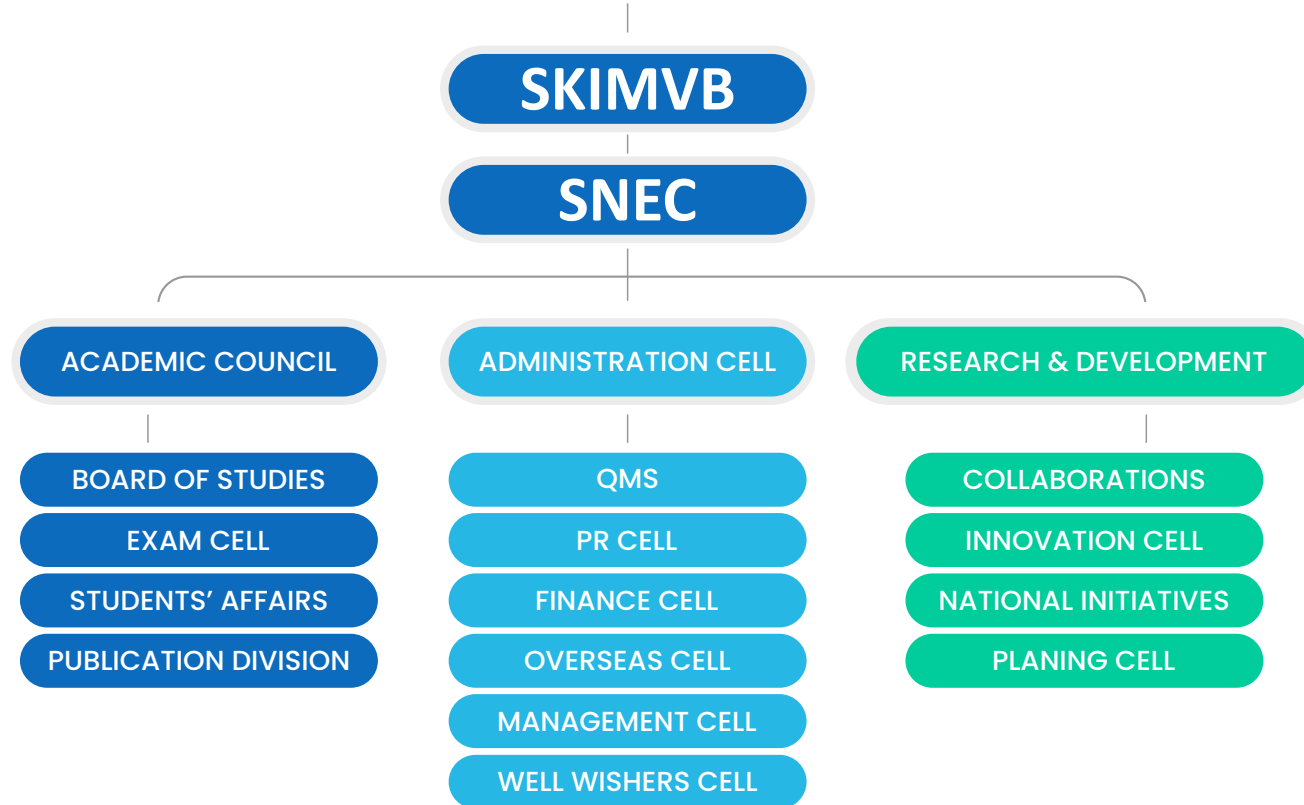 SKIMVB
SNEC
ACADEMIC COUNCIL
BOARD OF STUDIES
EXAM CELL
STUDENTS’ AFFAIRS
PUBLICATION DIVISION
ADMINISTRATION CELL
QMS
PR CELL
FINANCE CELL
OVERSEAS CELL
MANAGEMENT CELL
WELL WISHERS CELL
RESEARCH & DEVELOPMENT
COLLABORATIONS
INNOVATION CELL
NATIONAL INITIATIVES
PLANING CELL